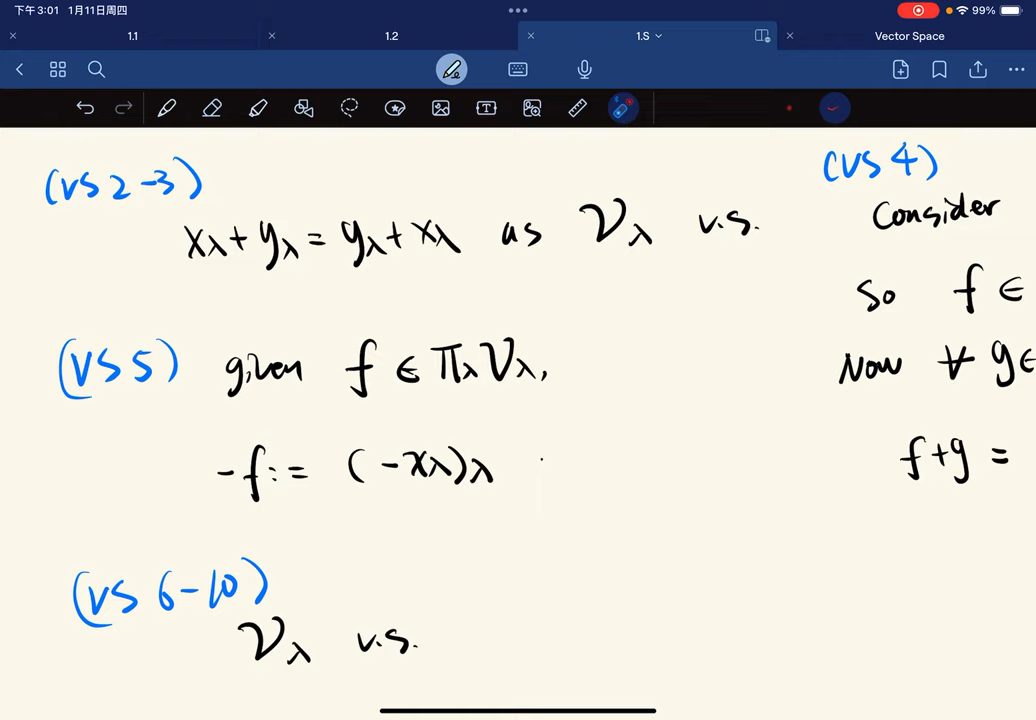 下午3:01 1月11日周四
99%
1.1
1.2
1.S
Vector Space
(VS 2-3)
xλ+yλ = yλ+xλ as Vλ v.s.
(VS 5) given f ∈ πλVλ,
-f := (-xλ)λ
(VS 6-10)
Vλ v.s.
(VS 4)
Consider
so f ∈
Now ∀ g∈
f+g =